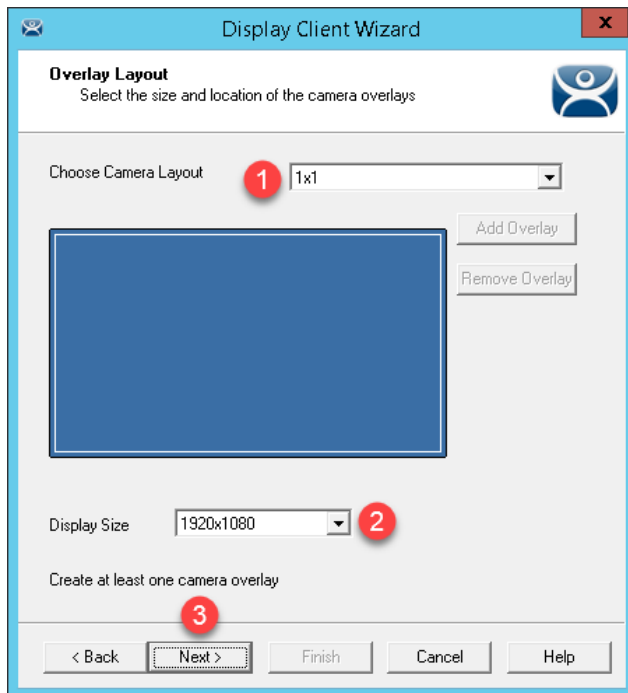 Display Client Wizard
x
Overlay Layout
Select the size and location of the camera overlays
Choose Camera Layout
1
1x1
Add Overlay
Remove Overlay
Display Size
1920x1080
2
Create at least one camera overlay
3
< Back
Next >
Finish
Cancel
Help